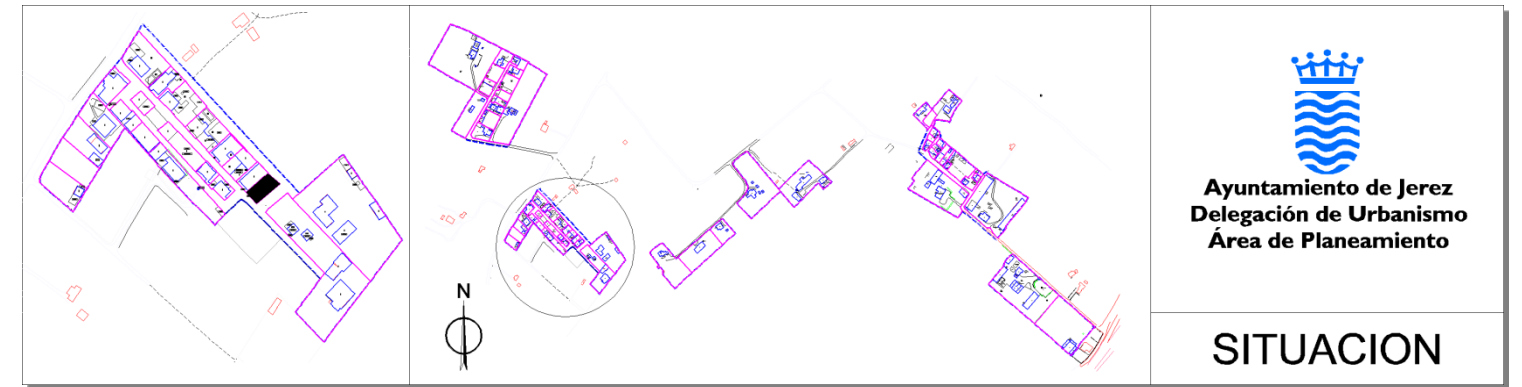 N
Ayuntamiento de Jerez
Delegación de Urbanismo
Área de Planeamiento
SITUACION